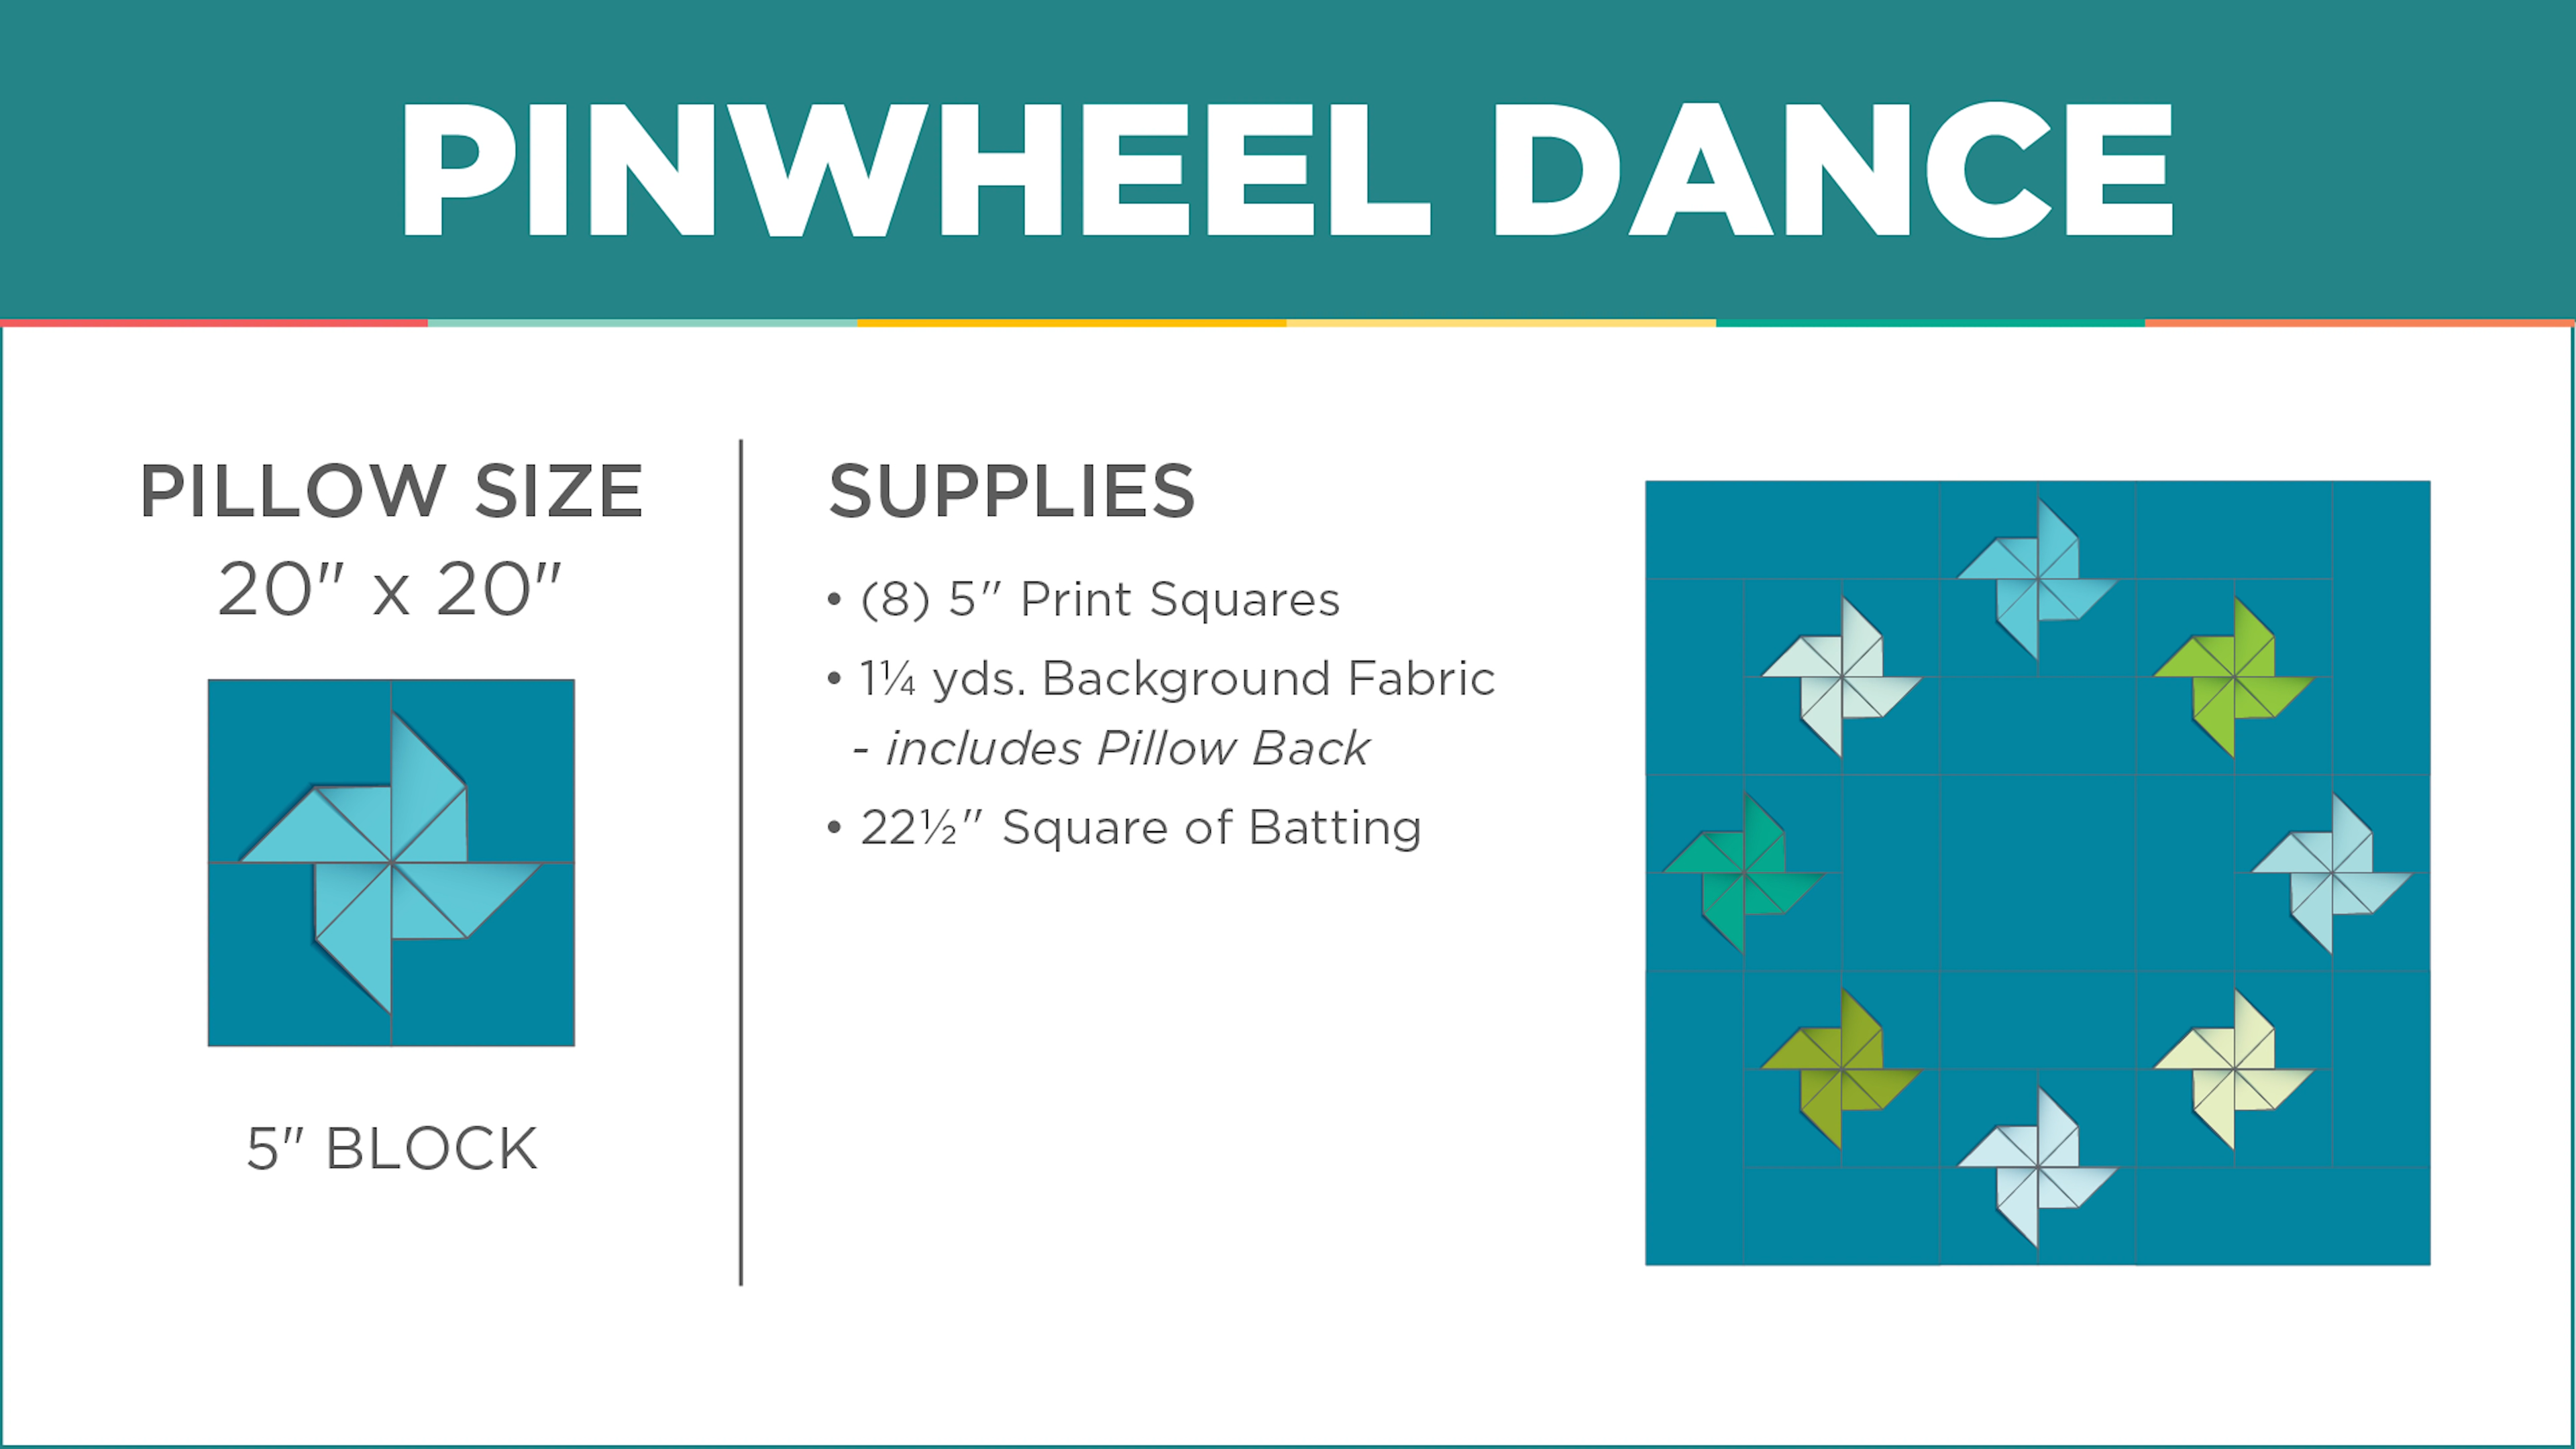 PINWHEEL DANCE
PILLOW SIZE
20" x 20"
5" BLOCK
SUPPLIES
• (8) 5" Print Squares
• 1¼ yds. Background Fabric
- includes Pillow Back
• 22½" Square of Batting